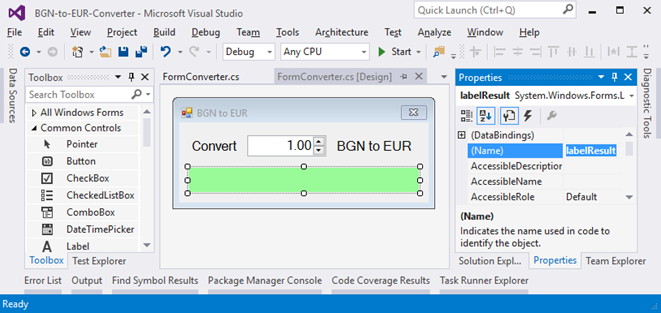 BGN-to-EUR-Converter - Microsoft Visual Studio
Quick Launch (Ctrl+Q)
File Edit View Project Build Debug Team Tools Architecture Test Analyze Window Help
Debug Any CPU Start
Data Sources
Toolbox
Search Toolbox
All Windows Forms
Common Controls
Pointer
Button
CheckBox
CheckedListBox
ComboBox
DateTimePicker
Label
Toolbox Test Explorer
FormConverter.cs FormConverter.cs [Design]
BGN to EUR
Convert 1.00 BGN to EUR
Properties
labelResult System.Windows.Forms.L
(DataBindings)
(Name) labelResult
AccessibleDescription
AccessibleName
AccessibleRole Default
(Name)
Indicates the name used in code to
identify the object.
Solution Expl... Properties Team Explorer
Diagnostic Tools
Error List Output Find Symbol Results Package Manager Console Code Coverage Results Task Runner Explorer
Ready